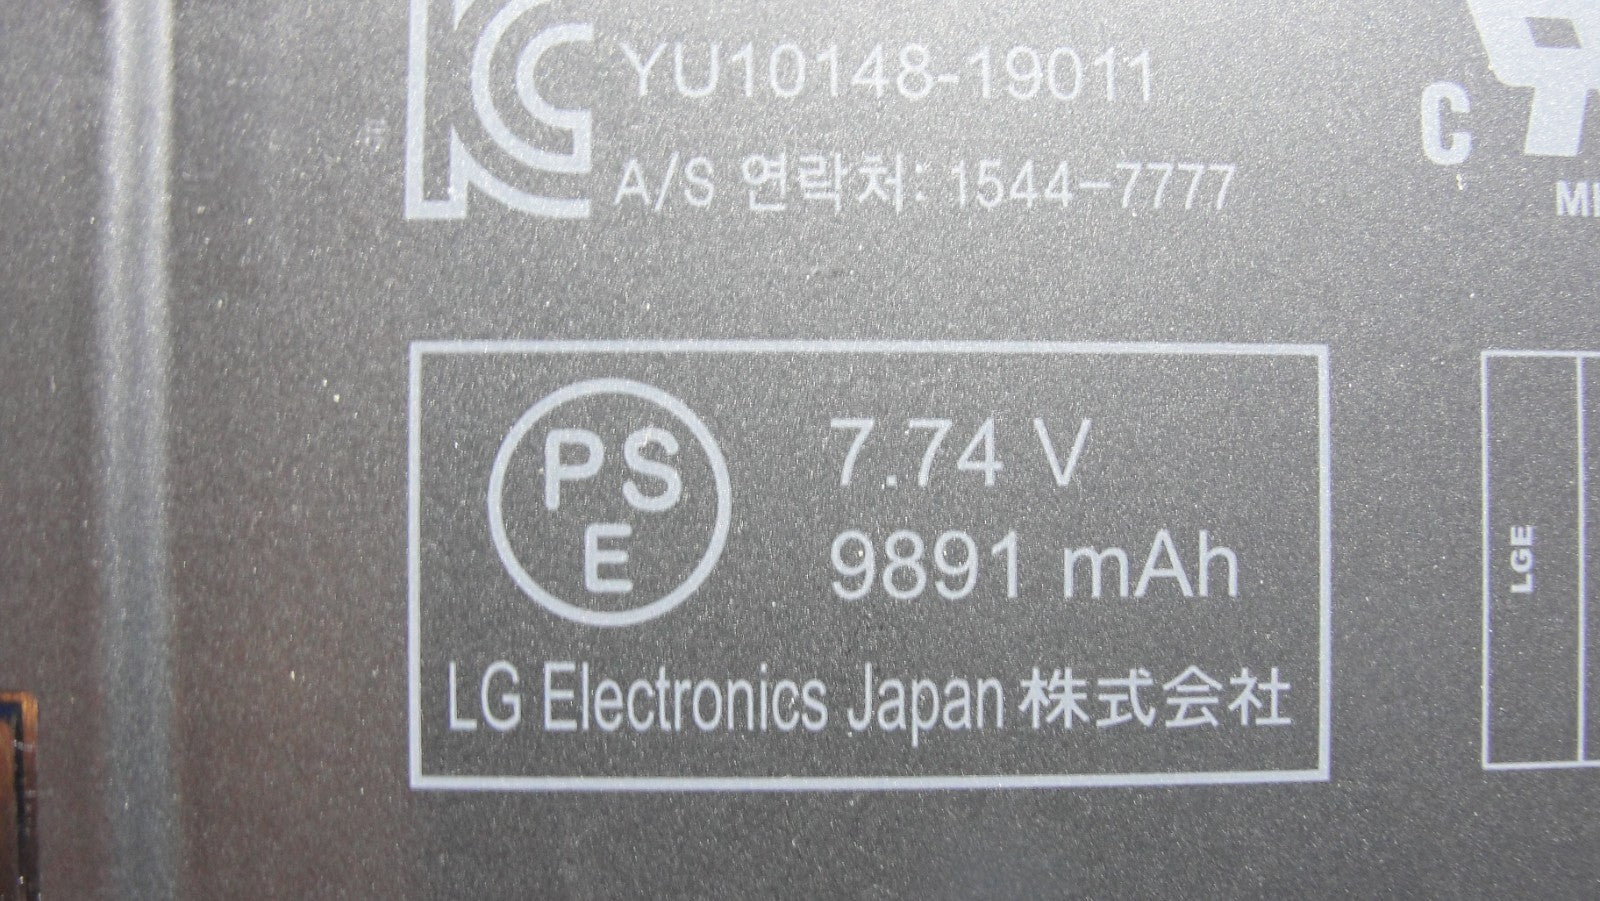 KC YU10148-19011
A/S 연락처: 1544-7777
C
PS
E
7.74 V
9891 mAh
LG Electronics Japan 株式会社
LGE